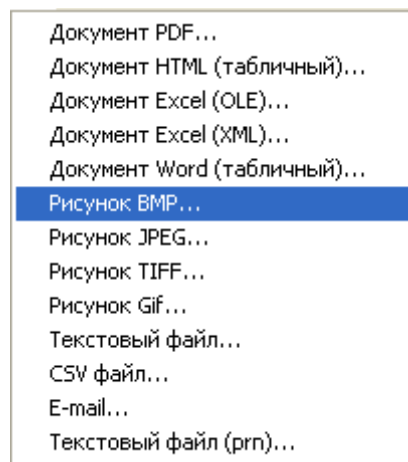 Документ PDF...
Документ HTML (табличный)...
Документ Excel (OLE)...
Документ Excel (XML)...
Документ Word (табличный)...
Рисунок BMP...
Рисунок JPEG...
Рисунок TIFF...
Рисунок Gif...
Текстовый файл...
CSV файл...
E-mail...
Текстовый файл (prn)...